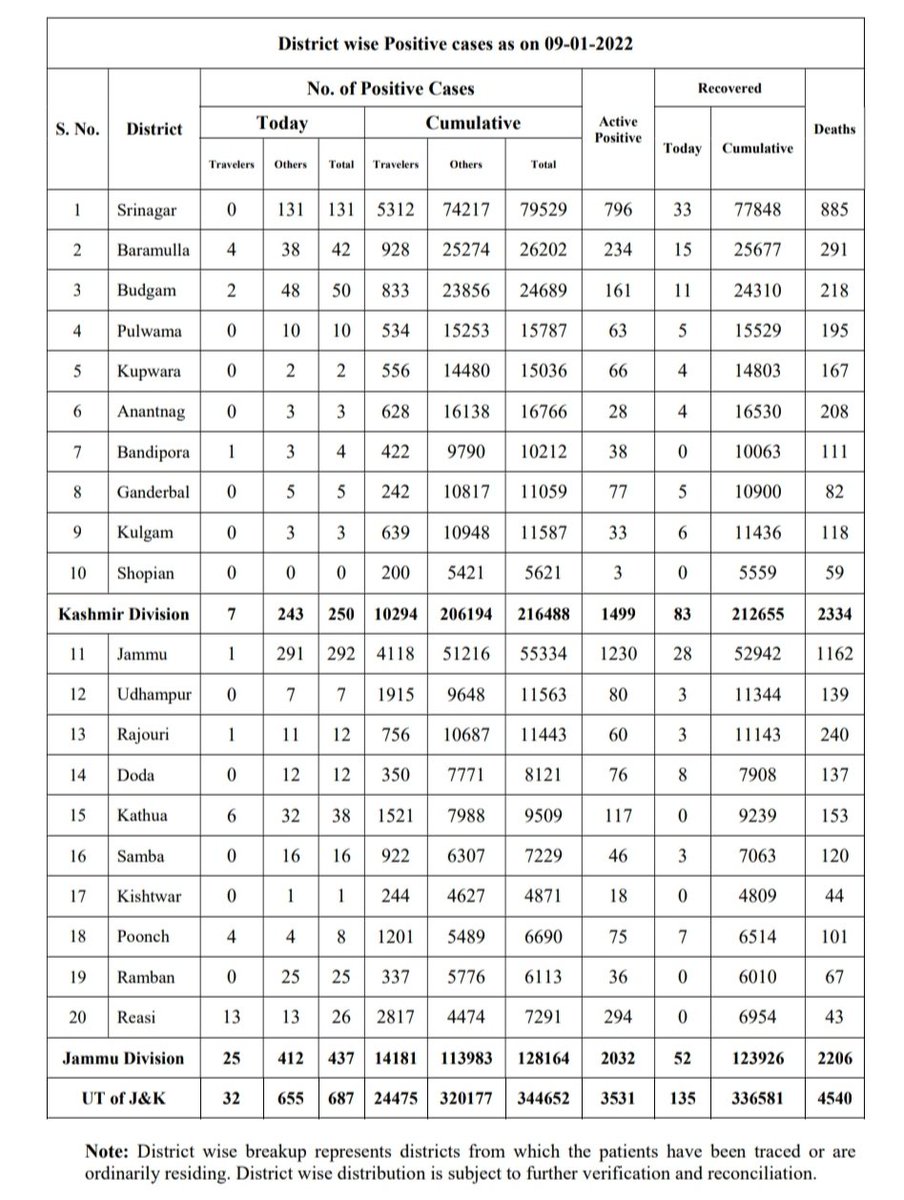 District wise Positive cases as on 09-01-2022
S. No. District No. of Positive Cases Active Positive Recovered Deaths
Today Cumulative Today Cumulative
Travelers Others Total Travelers Others Total
1 Srinagar 0 131 131 5312 74217 79529 796 33 77848 885
2 Baramulla 4 38 42 928 25274 26202 234 15 25677 291
3 Budgam 2 48 50 833 23856 24689 161 11 24310 218
4 Pulwama 0 10 10 534 15253 15787 63 5 15529 195
5 Kupwara 0 2 2 556 14480 15036 66 4 14803 167
6 Anantnag 0 3 3 628 16138 16766 28 4 16530 208
7 Bandipora 1 3 4 422 9790 10212 38 0 10063 111
8 Ganderbal 0 5 5 242 10817 11059 77 5 10900 82
9 Kulgam 0 3 3 639 10948 11587 33 6 11436 118
10 Shopian 0 0 0 200 5421 5621 3 0 5559 59
Kashmir Division 7 243 250 10294 206194 216488 1499 83 212655 2334
11 Jammu 1 291 292 4118 51216 55334 1230 28 52942 1162
12 Udhampur 0 7 7 1915 9648 11563 80 3 11344 139
13 Rajouri 1 11 12 756 10687 11443 60 3 11143 240
14 Doda 0 12 12 350 7771 8121 76 8 7908 137
15 Kathua 6 32 38 1521 7988 9509 117 0 9239 153
16 Samba 0 16 16 922 6307 7229 46 3 7063 120
17 Kishtwar 0 1 1 244 4627 4871 18 0 4809 44
18 Poonch 4 4 8 1201 5489 6690 75 7 6514 101
19 Ramban 0 25 25 337 5776 6113 36 0 6010 67
20 Reasi 13 13 26 2817 4474 7291 294 0 6954 43
Jammu Division 25 412 437 14181 113983 128164 2032 52 123926 2206
UT of J&K 32 655 687 24475 320177 344652 3531 135 336581 4540
Note: District wise breakup represents districts from which the patients have been traced or are
ordinarily residing. District wise distribution is subject to further verification and reconciliation.